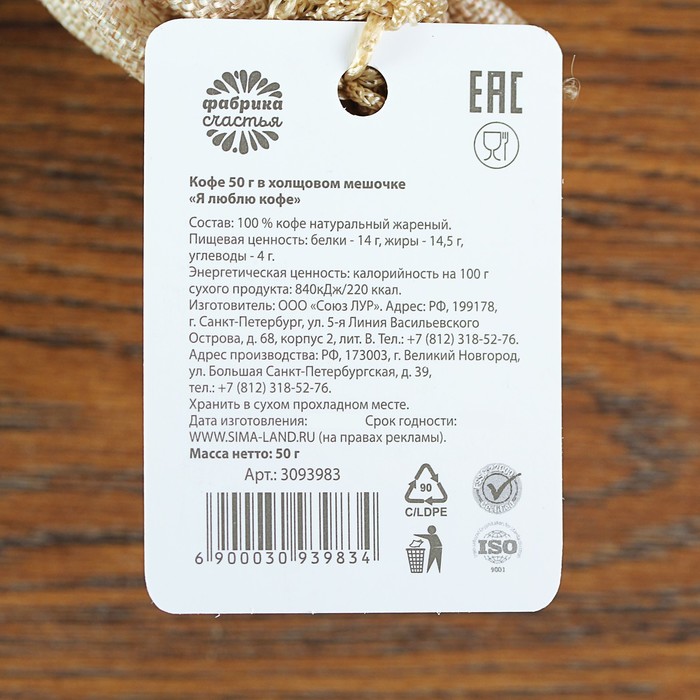 фабрика
счастья
EAC
Кофе 50 г в холщовом мешочке
«Я люблю кофе»
Состав: 100 % кофе натуральный жареный.
Пищевая ценность: белки - 14 г, жиры - 14,5 г,
углеводы - 4 г.
Энергетическая ценность: калорийность на 100 г
сухого продукта: 840кДж/220 ккал.
Изготовитель: ООО «Союз ЛУР». Адрес: РФ, 199178,
г. Санкт-Петербург, ул. 5-я Линия Васильевского
Острова, д. 68, корпус 2, лит. В. Тел.: +7 (812) 318-52-76.
Адрес производства: РФ, 173003, г. Великий Новгород,
ул. Большая Санкт-Петербургская, д. 39,
тел.: +7 (812) 318-52-76.
Хранить в сухом прохладном месте.
Дата изготовления: Срок годности:
WWW.SIMA-LAND.RU (на правах рекламы).
Масса нетто: 50 г
Арт.: 3093983
6 900030 939834
90
C/LDPE
ISO
9001